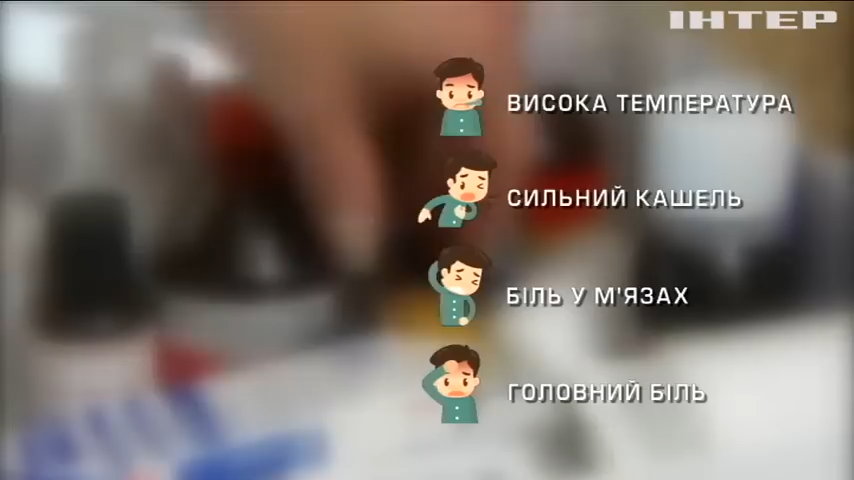 ІНТЕР
ВИСОКА ТЕМПЕРАТУРА
СИЛЬНИЙ КАШЕЛЬ
БІЛЬ У М'ЯЗАХ
ГОЛОВНИЙ БІЛЬ